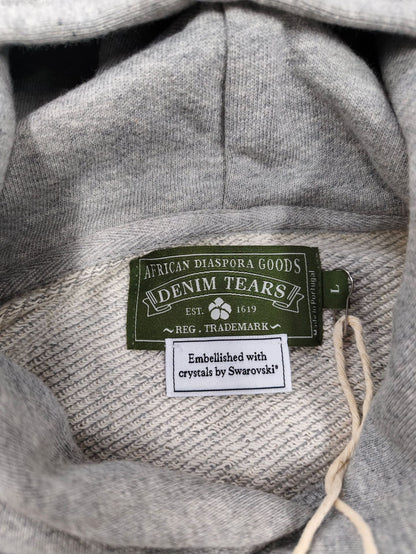 AFRICAN DIASPORA GOODS
DENIM TEARS
EST. 1619
~REG. TRADEMARK~
Made in Portugal
L
Embellished with
crystals by Swarovski®